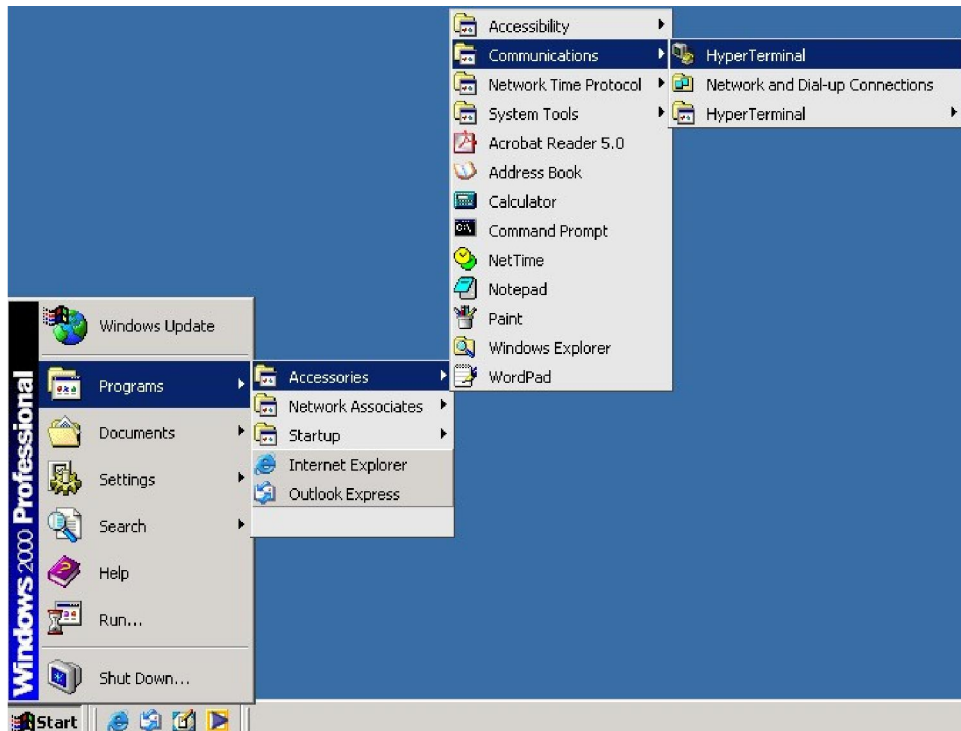 Accessibility
Communications
Network Time Protocol
System Tools
Acrobat Reader 5.0
Address Book
Calculator
Command Prompt
NetTime
Notepad
Paint
Windows Explorer
WordPad
HyperTerminal
Network and Dial-up Connections
HyperTerminal
Windows 2000 Professional
Windows Update
Programs
Documents
Settings
Search
Help
Run...
Shut Down...
Accessories
Network Associates
Startup
Internet Explorer
Outlook Express
Start